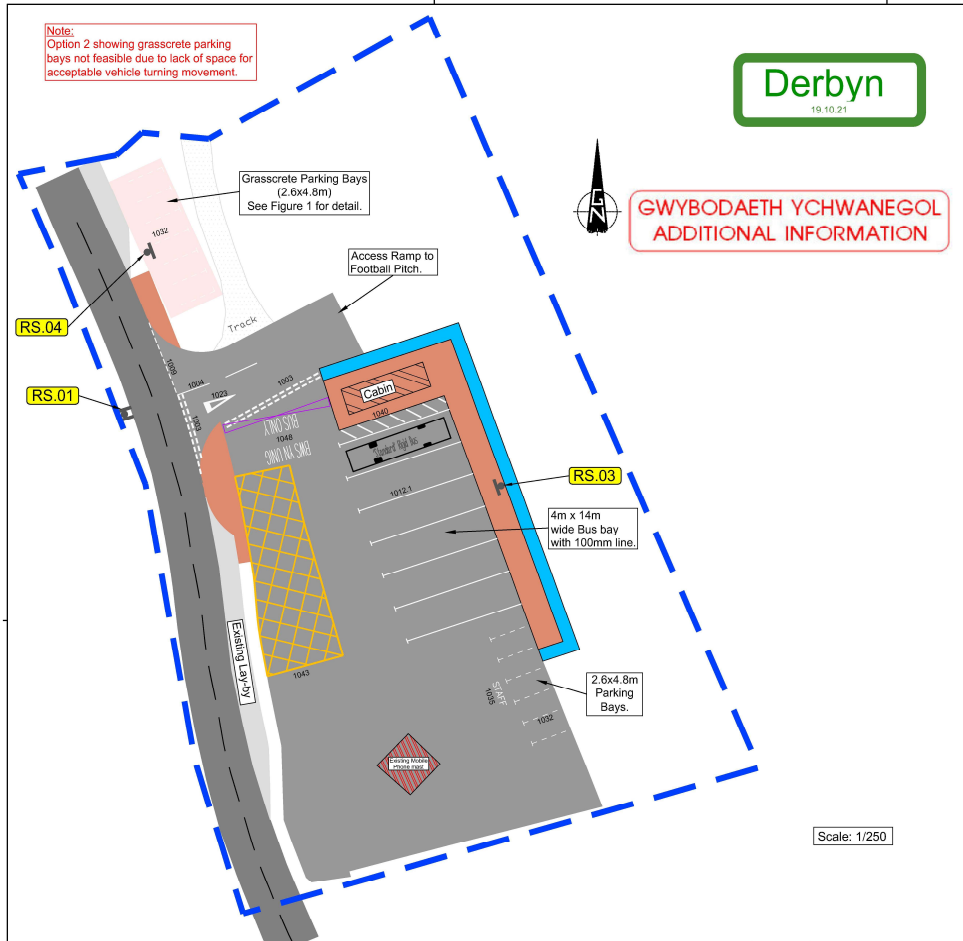 Note:
Option 2 showing grasscrete parking
bays not feasible due to lack of space for
acceptable vehicle turning movement.
Derbyn
19.10.21
GWYBODAETH YCHWANEGOL
ADDITIONAL INFORMATION
NG
Grasscrete Parking Bays
(2.6x4.8m)
See Figure 1 for detail.
1032
Access Ramp to
Football Pitch.
RS.04
Track
1009
RS.01
1004
1003
1023
1003
Cabin
1040
BUS ONLY
1048
BWS YN UNIG
Standard Rigid Bus
RS.03
1012.1
4m x 14m
wide Bus bay
with 100mm line.
Existing Lay-by
1043
STAFF
1035
2.6x4.8m
Parking
Bays.
1032
Existing Mobile
Phone mast
Scale: 1/250